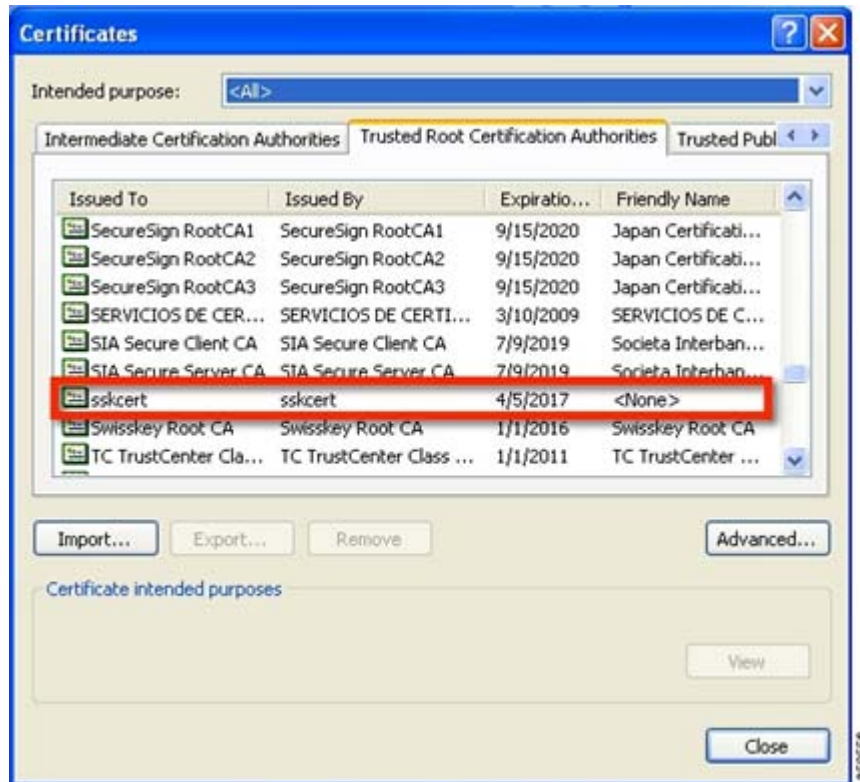 Certificates
Intended purpose: <All>
Intermediate Certification Authorities Trusted Root Certification Authorities Trusted Publ
Issued To Issued By Expiratio... Friendly Name
SecureSign RootCA1 SecureSign RootCA1 9/15/2020 Japan Certificati...
SecureSign RootCA2 SecureSign RootCA2 9/15/2020 Japan Certificati...
SecureSign RootCA3 SecureSign RootCA3 9/15/2020 Japan Certificati...
SERVICIOS DE CER... SERVICIOS DE CERTI... 3/10/2009 SERVICIOS DE C...
SIA Secure Client CA SIA Secure Client CA 7/9/2019 Societa Interban...
SIA Secure Server CA SIA Secure Server CA 7/9/2019 Societa Interban...
sskcert sskcert 4/5/2017 <None>
Swisskey Root CA Swisskey Root CA 1/1/2016 Swisskey Root CA
TC TrustCenter Cla... TC TrustCenter Class ... 1/1/2011 TC TrustCenter ...
Import... Export... Remove Advanced...
Certificate intended purposes
View
Close